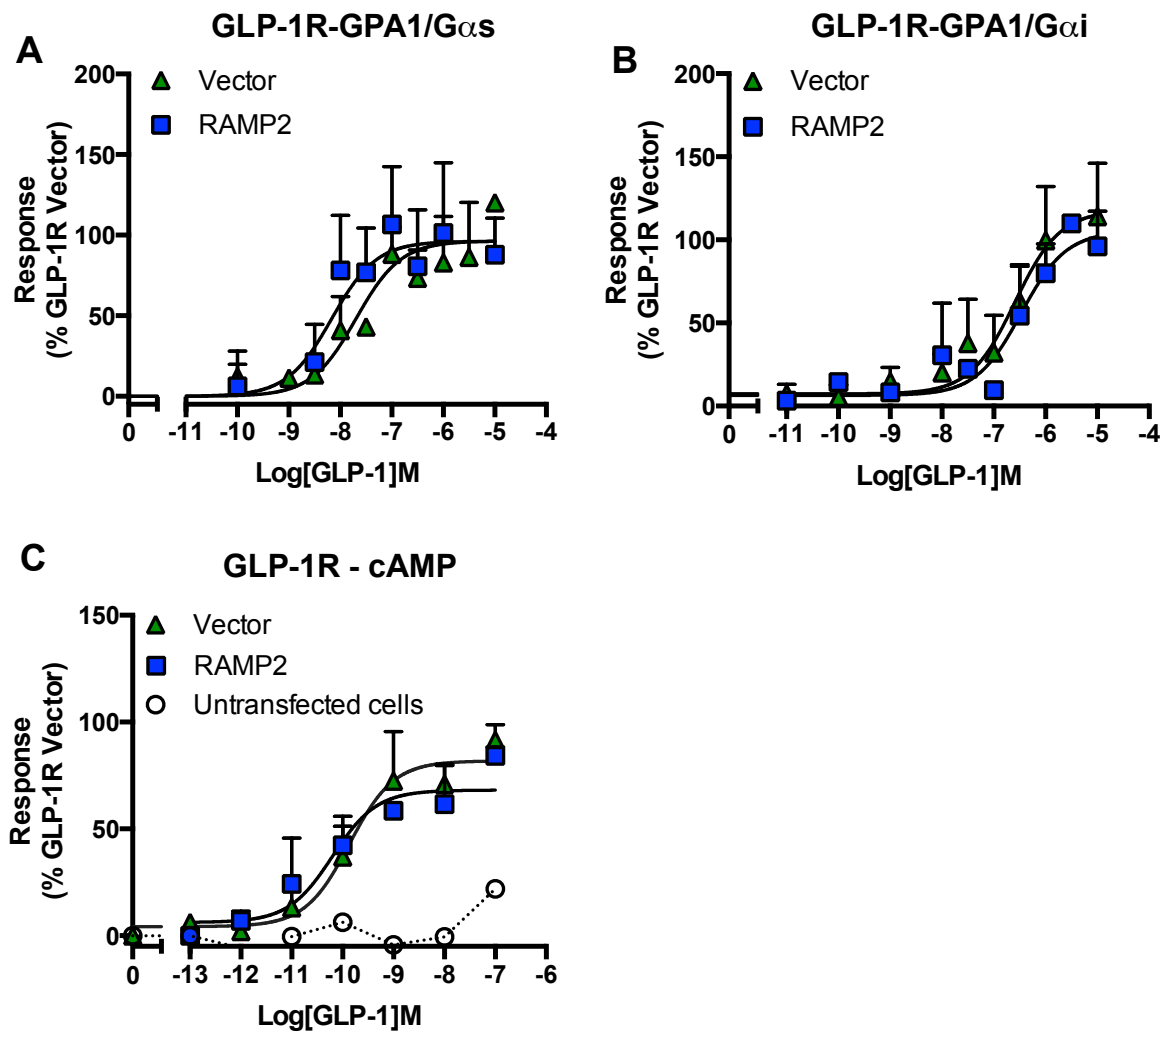 A
GLP-1R-GPA1/Gαs
200
150
100
50
0
Response
(% GLP-1R Vector)
Vector
RAMP2
0 -11 -10 -9 -8 -7 -6 -5 -4
Log[GLP-1]M
B
GLP-1R-GPA1/Gαi
200
150
100
50
0
Response
(% GLP-1R Vector)
Vector
RAMP2
0 -11 -10 -9 -8 -7 -6 -5 -4
Log[GLP-1]M
C
GLP-1R - cAMP
150
100
50
0
Response
(% GLP-1R Vector)
Vector
RAMP2
Untransfected cells
0 -13 -12 -11 -10 -9 -8 -7 -6
Log[GLP-1]M